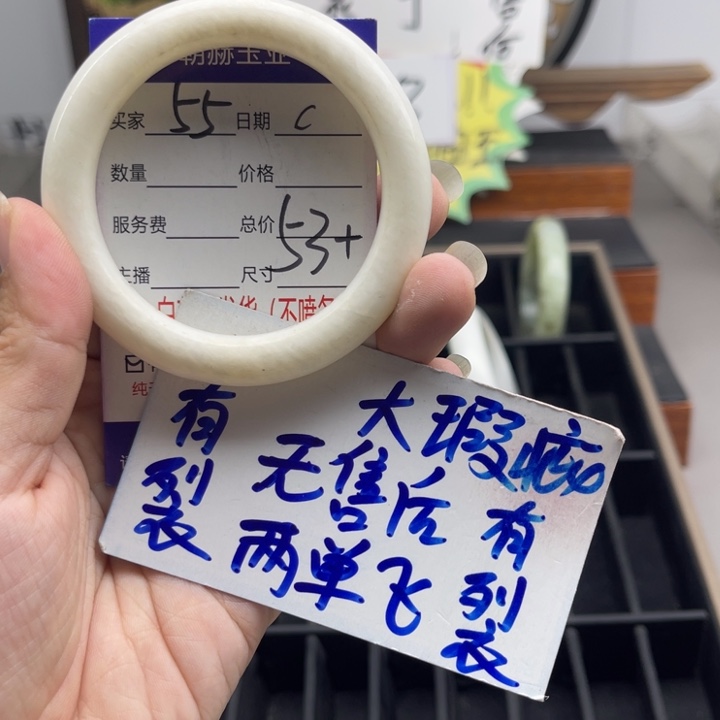 朝赫玉业
买家 55 日期 C
数量 价格
服务费 总价 53+
主播 尺寸
有裂
大瑕疵
无售后
两单飞
有裂